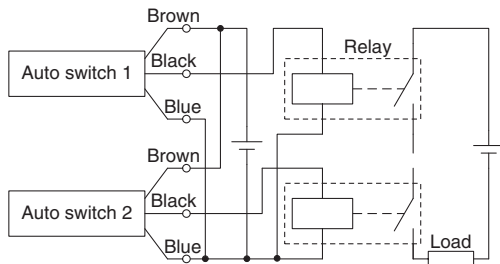 Brown
Relay
Black
Auto switch 1
Blue
Brown
Black
Auto switch 2
Blue
Load